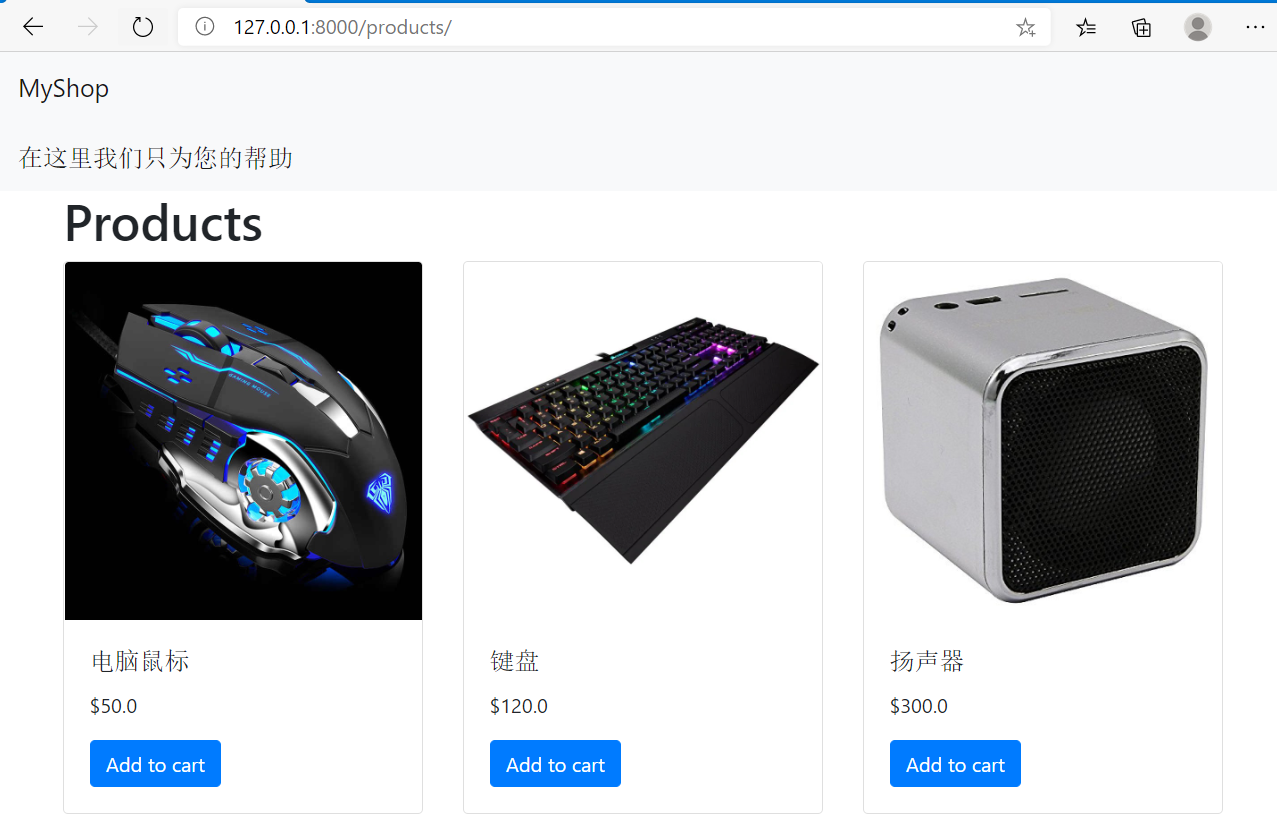 127.0.0.1:8000/products/
MyShop
在这里我们只为您的帮助
Products
GAMING MOUSE
电脑鼠标
$50.0
Add to cart
键盘
$120.0
Add to cart
扬声器
$300.0
Add to cart